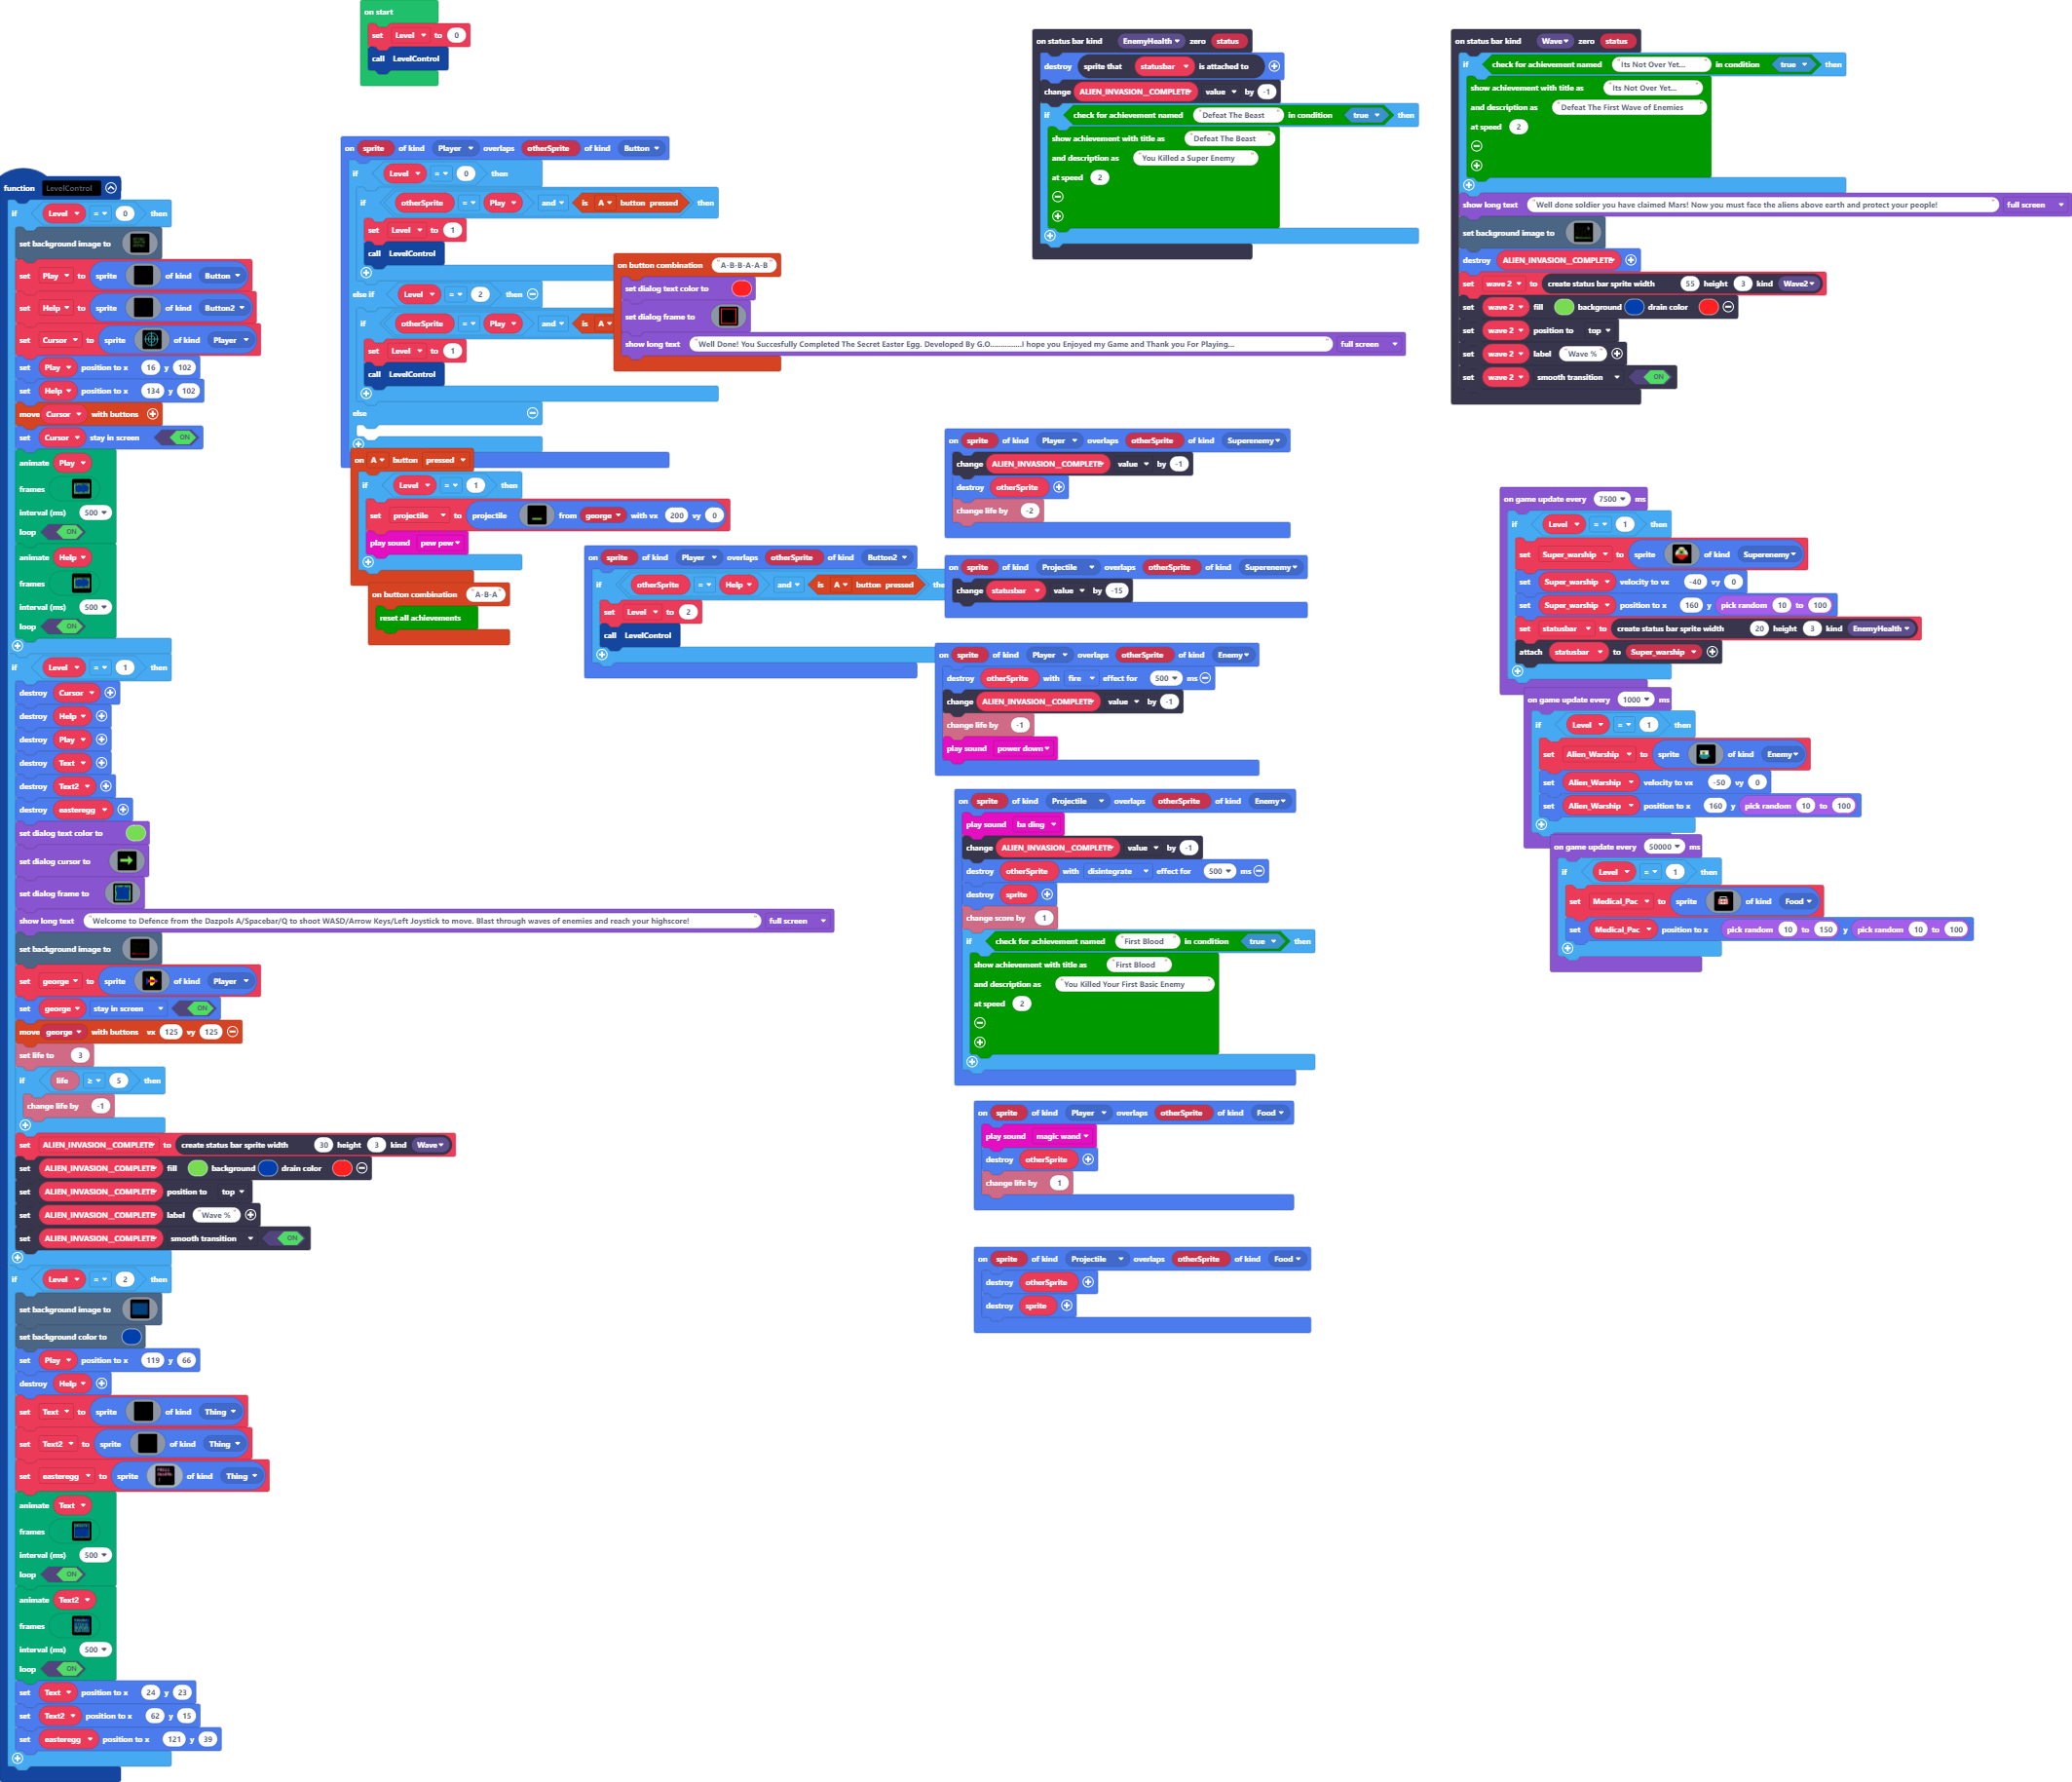 on start
set Level to 0
call LevelControl
function LevelControl
if Level = 0 then
set background image to
set Play to sprite of kind Button
set Help to sprite of kind Button2
set Cursor to sprite of kind Player
set Play position to x 16 y 102
set Help position to x 134 y 102
move Cursor with buttons
set Cursor stay in screen ON
animate Play
frames
interval (ms) 500
loop ON
animate Help
frames
interval (ms) 500
loop ON
if Level = 1 then
destroy Cursor
destroy Help
destroy Play
destroy Text
destroy Text2
destroy easteregg
set dialog text color to
set dialog cursor to
set dialog frame to
show long text "Welcome to Defence from the Dazpols A/Spacebar/Q to shoot WASD/Arrow Keys/Left Joystick to move. Blast through waves of enemies and reach your highscore!" full screen
set background image to
set george to sprite of kind Player
set george stay in screen ON
move george with buttons vx 125 vy 125
set life to 3
if life ≥ 5 then
change life by -1
set ALIEN_INVASION__COMPLETE to create status bar sprite width 30 height 3 kind Wave
set ALIEN_INVASION__COMPLETE fill background drain color
set ALIEN_INVASION__COMPLETE position to top
set ALIEN_INVASION__COMPLETE label "Wave %"
set ALIEN_INVASION__COMPLETE smooth transition ON
if Level = 2 then
set background image to
set background color to
set Play position to x 119 y 66
destroy Help
set Text to sprite of kind Thing
set Text2 to sprite of kind Thing
set easteregg to sprite of kind Thing
animate Text
frames
interval (ms) 500
loop ON
animate Text2
frames
interval (ms) 500
loop ON
set Text position to x 24 y 23
set Text2 position to x 62 y 15
set easteregg position to x 121 y 39
on sprite of kind Player overlaps otherSprite of kind Button
if Level = 0 then
if otherSprite = Play and is A button pressed then
set Level to 1
call LevelControl
else if Level = 2 then
if otherSprite = Play and is A
set Level to 1
call LevelControl
else
on button combination "A-B-B-A-A-B"
set dialog text color to
set dialog frame to
show long text "Well Done! You Succesfully Completed The Secret Easter Egg. Developed By G.O...............I hope you Enjoyed my Game and Thank you For Playing..." full screen
on A button pressed
if Level = 1 then
set projectile to projectile from george with vx 200 vy 0
play sound pew pew
on button combination "A-B-A"
reset all achievements
on sprite of kind Player overlaps otherSprite of kind Button2
if otherSprite = Help and is A button pressed the
set Level to 2
call LevelControl
on status bar kind EnemyHealth zero status
destroy sprite that statusbar is attached to
change ALIEN_INVASION__COMPLETE value by -1
if check for achievement named "Defeat The Beast" in condition true then
show achievement with title as "Defeat The Beast"
and description as "You Killed a Super Enemy"
at speed 2
on sprite of kind Player overlaps otherSprite of kind Superenemy
change ALIEN_INVASION__COMPLETE value by -1
destroy otherSprite
change life by -2
on sprite of kind Projectile overlaps otherSprite of kind Superenemy
change statusbar value by -15
on sprite of kind Player overlaps otherSprite of kind Enemy
destroy otherSprite with fire effect for 500 ms
change ALIEN_INVASION__COMPLETE value by -1
change life by -1
play sound power down
on sprite of kind Projectile overlaps otherSprite of kind Enemy
play sound ba ding
change ALIEN_INVASION__COMPLETE value by -1
destroy otherSprite with disintegrate effect for 500 ms
destroy sprite
change score by 1
if check for achievement named "First Blood" in condition true then
show achievement with title as "First Blood"
and description as "You Killed Your First Basic Enemy"
at speed 2
on sprite of kind Player overlaps otherSprite of kind Food
play sound magic wand
destroy otherSprite
change life by 1
on sprite of kind Projectile overlaps otherSprite of kind Food
destroy otherSprite
destroy sprite
on status bar kind Wave zero status
if check for achievement named "Its Not Over Yet..." in condition true then
show achievement with title as "Its Not Over Yet..."
and description as "Defeat The First Wave of Enemies"
at speed 2
show long text "Well done soldier you have claimed Mars! Now you must face the aliens above earth and protect your people!" full screen
set background image to
destroy ALIEN_INVASION__COMPLETE
set wave 2 to create status bar sprite width 55 height 3 kind Wave2
set wave 2 fill background drain color
set wave 2 position to top
set wave 2 label "Wave %"
set wave 2 smooth transition ON
on game update every 7500 ms
if Level = 1 then
set Super_warship to sprite of kind Superenemy
set Super_warship velocity to vx -40 vy 0
set Super_warship position to x 160 y pick random 10 to 100
set statusbar to create status bar sprite width 20 height 3 kind EnemyHealth
attach statusbar to Super_warship
on game update every 1000 ms
if Level = 1 then
set Alien_Warship to sprite of kind Enemy
set Alien_Warship velocity to vx -50 vy 0
set Alien_Warship position to x 160 y pick random 10 to 100
on game update every 50000 ms
if Level = 1 then
set Medical_Pac to sprite of kind Food
set Medical_Pac position to x pick random 10 to 150 y pick random 10 to 100